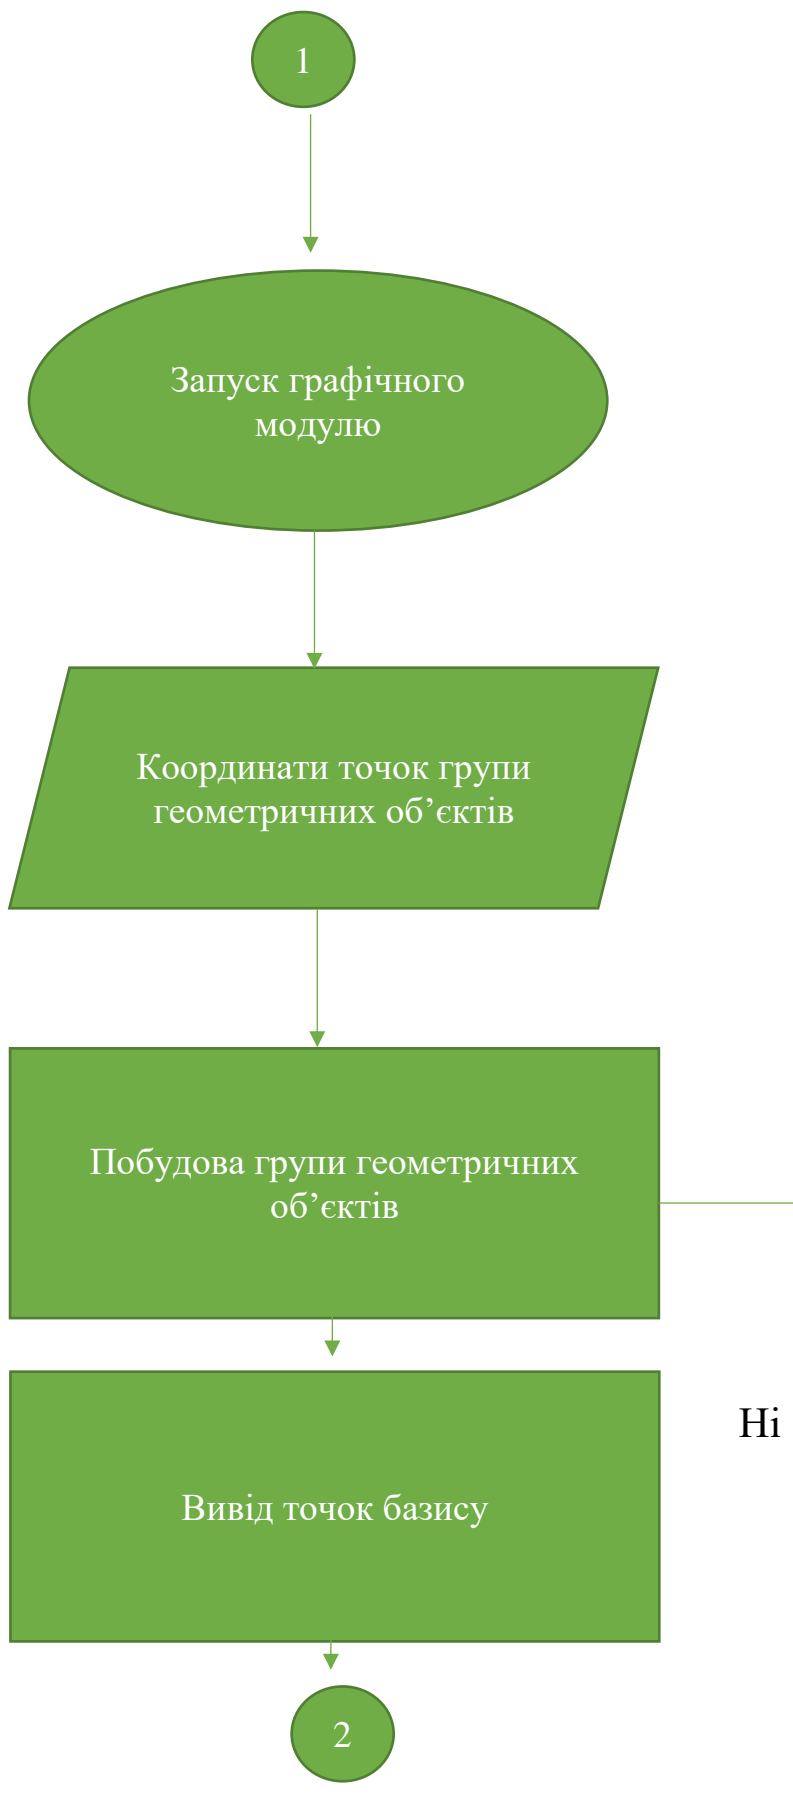 1
Запуск графічного
модулю
Координати точок групи
геометричних об’єктів
Побудова групи геометричних
об’єктів
Ні
Вивід точок базису
2